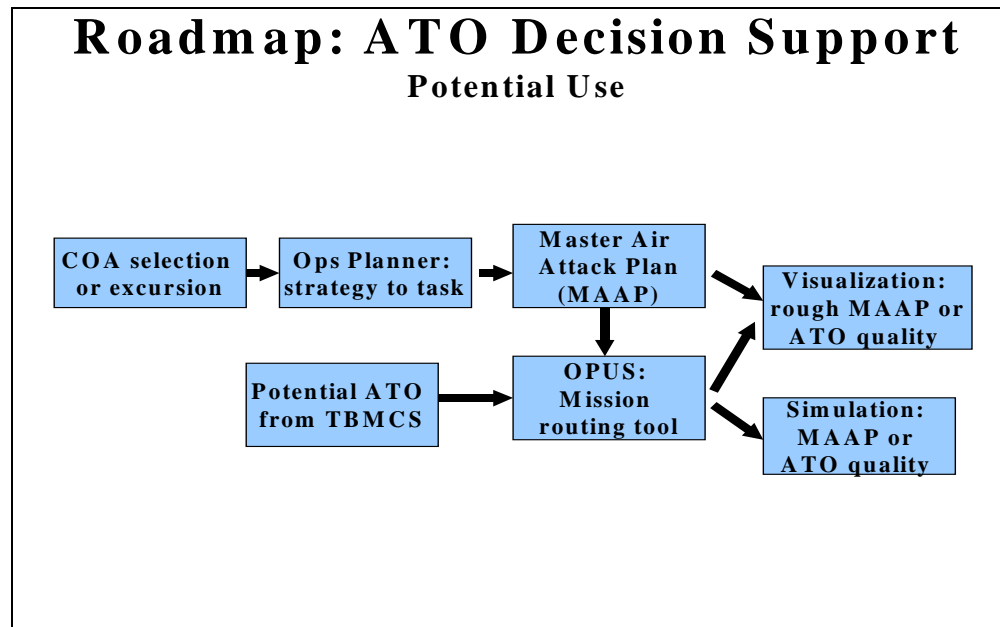 Roadmap: ATO Decision Support
Potential Use
COA selection
or excursion
Ops Planner:
strategy to task
Master Air
Attack Plan
(MAAP)
Visualization:
rough MAAP or
ATO quality
Potential ATO
from TBMCS
OPUS:
Mission
routing tool
Simulation:
MAAP or
ATO quality